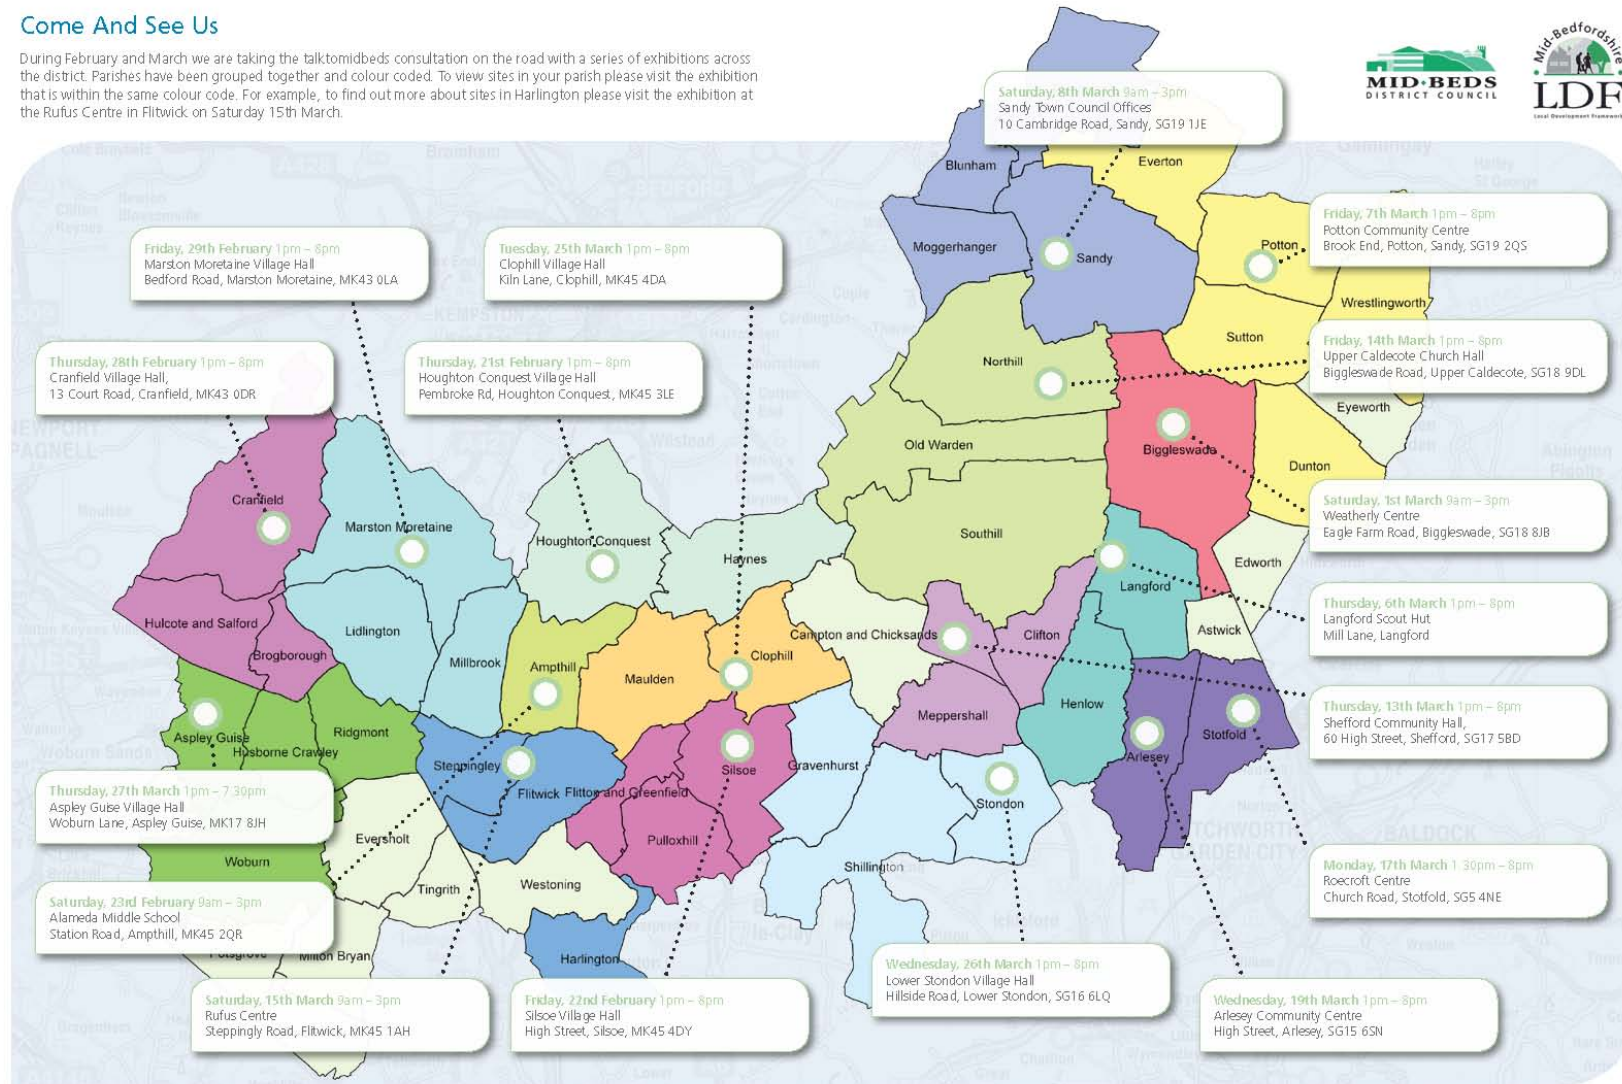 Come And See Us
During February and March we are taking the talktomidbeds consultation on the road with a series of exhibitions across
the district. Parishes have been grouped together and colour coded. To view sites in your parish please visit the exhibition
that is within the same colour code. For example, to find out more about sites in Harlington please visit the exhibition at
the Rufus Centre in Flitwick on Saturday 15th March.
MID·BEDS
DISTRICT COUNCIL
Mid-Bedfordshire
LDF
Local Development Framework
Saturday, 8th March 9am – 3pm
Sandy Town Council Offices
10 Cambridge Road, Sandy, SG19 1JE
Blunham
Everton
Moggerhanger
Sandy
Potton
Friday, 7th March 1pm – 8pm
Potton Community Centre
Brook End, Potton, Sandy, SG19 2QS
Friday, 29th February 1pm – 8pm
Marston Moretaine Village Hall
Bedford Road, Marston Moretaine, MK43 0LA
Tuesday, 25th March 1pm – 8pm
Clophill Village Hall
Kiln Lane, Clophill, MK45 4DA
Wrestlingworth
Sutton
Northill
Friday, 14th March 1pm – 8pm
Upper Caldecote Church Hall
Biggleswade Road, Upper Caldecote, SG18 9DL
Thursday, 28th February 1pm – 8pm
Cranfield Village Hall,
13 Court Road, Cranfield, MK43 0DR
Thursday, 21st February 1pm – 8pm
Houghton Conquest Village Hall
Pembroke Rd, Houghton Conquest, MK45 3LE
Eyeworth
Old Warden
Biggleswade
Dunton
Cranfield
Marston Moretaine
Houghton Conquest
Haynes
Southill
Saturday, 1st March 9am – 3pm
Weatherly Centre
Eagle Farm Road, Biggleswade, SG18 8JB
Edworth
Langford
Hulcote and Salford
Lidlington
Brogborough
Millbrook
Ampthill
Maulden
Clophill
Campton and Chicksands
Clifton
Astwick
Thursday, 6th March 1pm – 8pm
Langford Scout Hut
Mill Lane, Langford
Meppershall
Henlow
Thursday, 13th March 1pm – 8pm
Shefford Community Hall,
60 High Street, Shefford, SG17 5BD
Aspley Guise
Husborne Crawley
Ridgmont
Steppingley
Flitwick
Flitton and Greenfield
Silsoe
Gravenhurst
Stondon
Arlesey
Stotfold
Thursday, 27th March 1pm – 7.30pm
Aspley Guise Village Hall
Woburn Lane, Aspley Guise, MK17 8JH
Eversholt
Pulloxhill
Woburn
Tingrith
Westoning
Shillington
Monday, 17th March 1 30pm – 8pm
Roecroft Centre
Church Road, Stotfold, SG5 4NE
Saturday, 23rd February 9am – 3pm
Alameda Middle School
Station Road, Ampthill, MK45 2QR
Potsgrove
Milton Bryan
Harlington
Wednesday, 26th March 1pm – 8pm
Lower Stondon Village Hall
Hillside Road, Lower Stondon, SG16 6LQ
Saturday, 15th March 9am – 3pm
Rufus Centre
Steppingly Road, Flitwick, MK45 1AH
Friday, 22nd February 1pm – 8pm
Silsoe Village Hall
High Street, Silsoe, MK45 4DY
Wednesday, 19th March 1pm – 8pm
Arlesey Community Centre
High Street, Arlesey, SG15 6SN